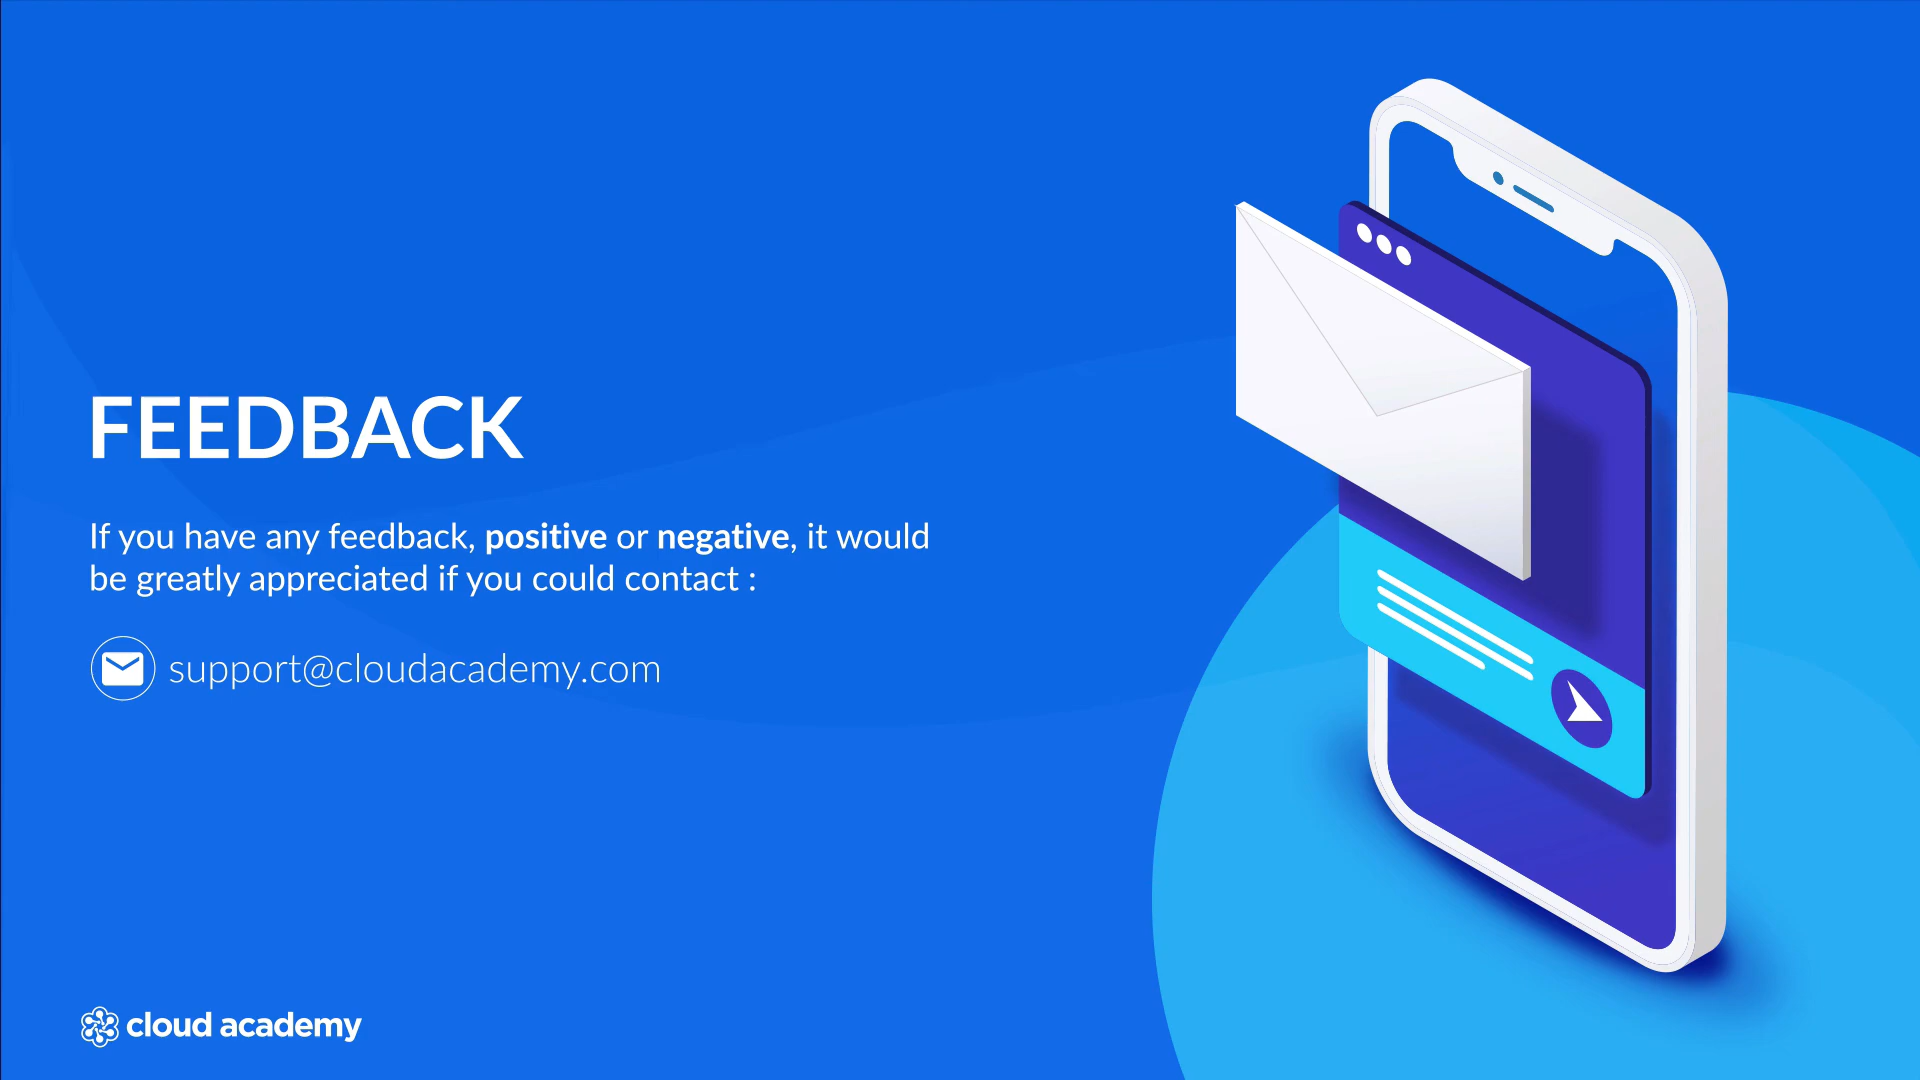 FEEDBACK
If you have any feedback, positive or negative, it would
be greatly appreciated if you could contact :
support@cloudacademy.com
cloud academy